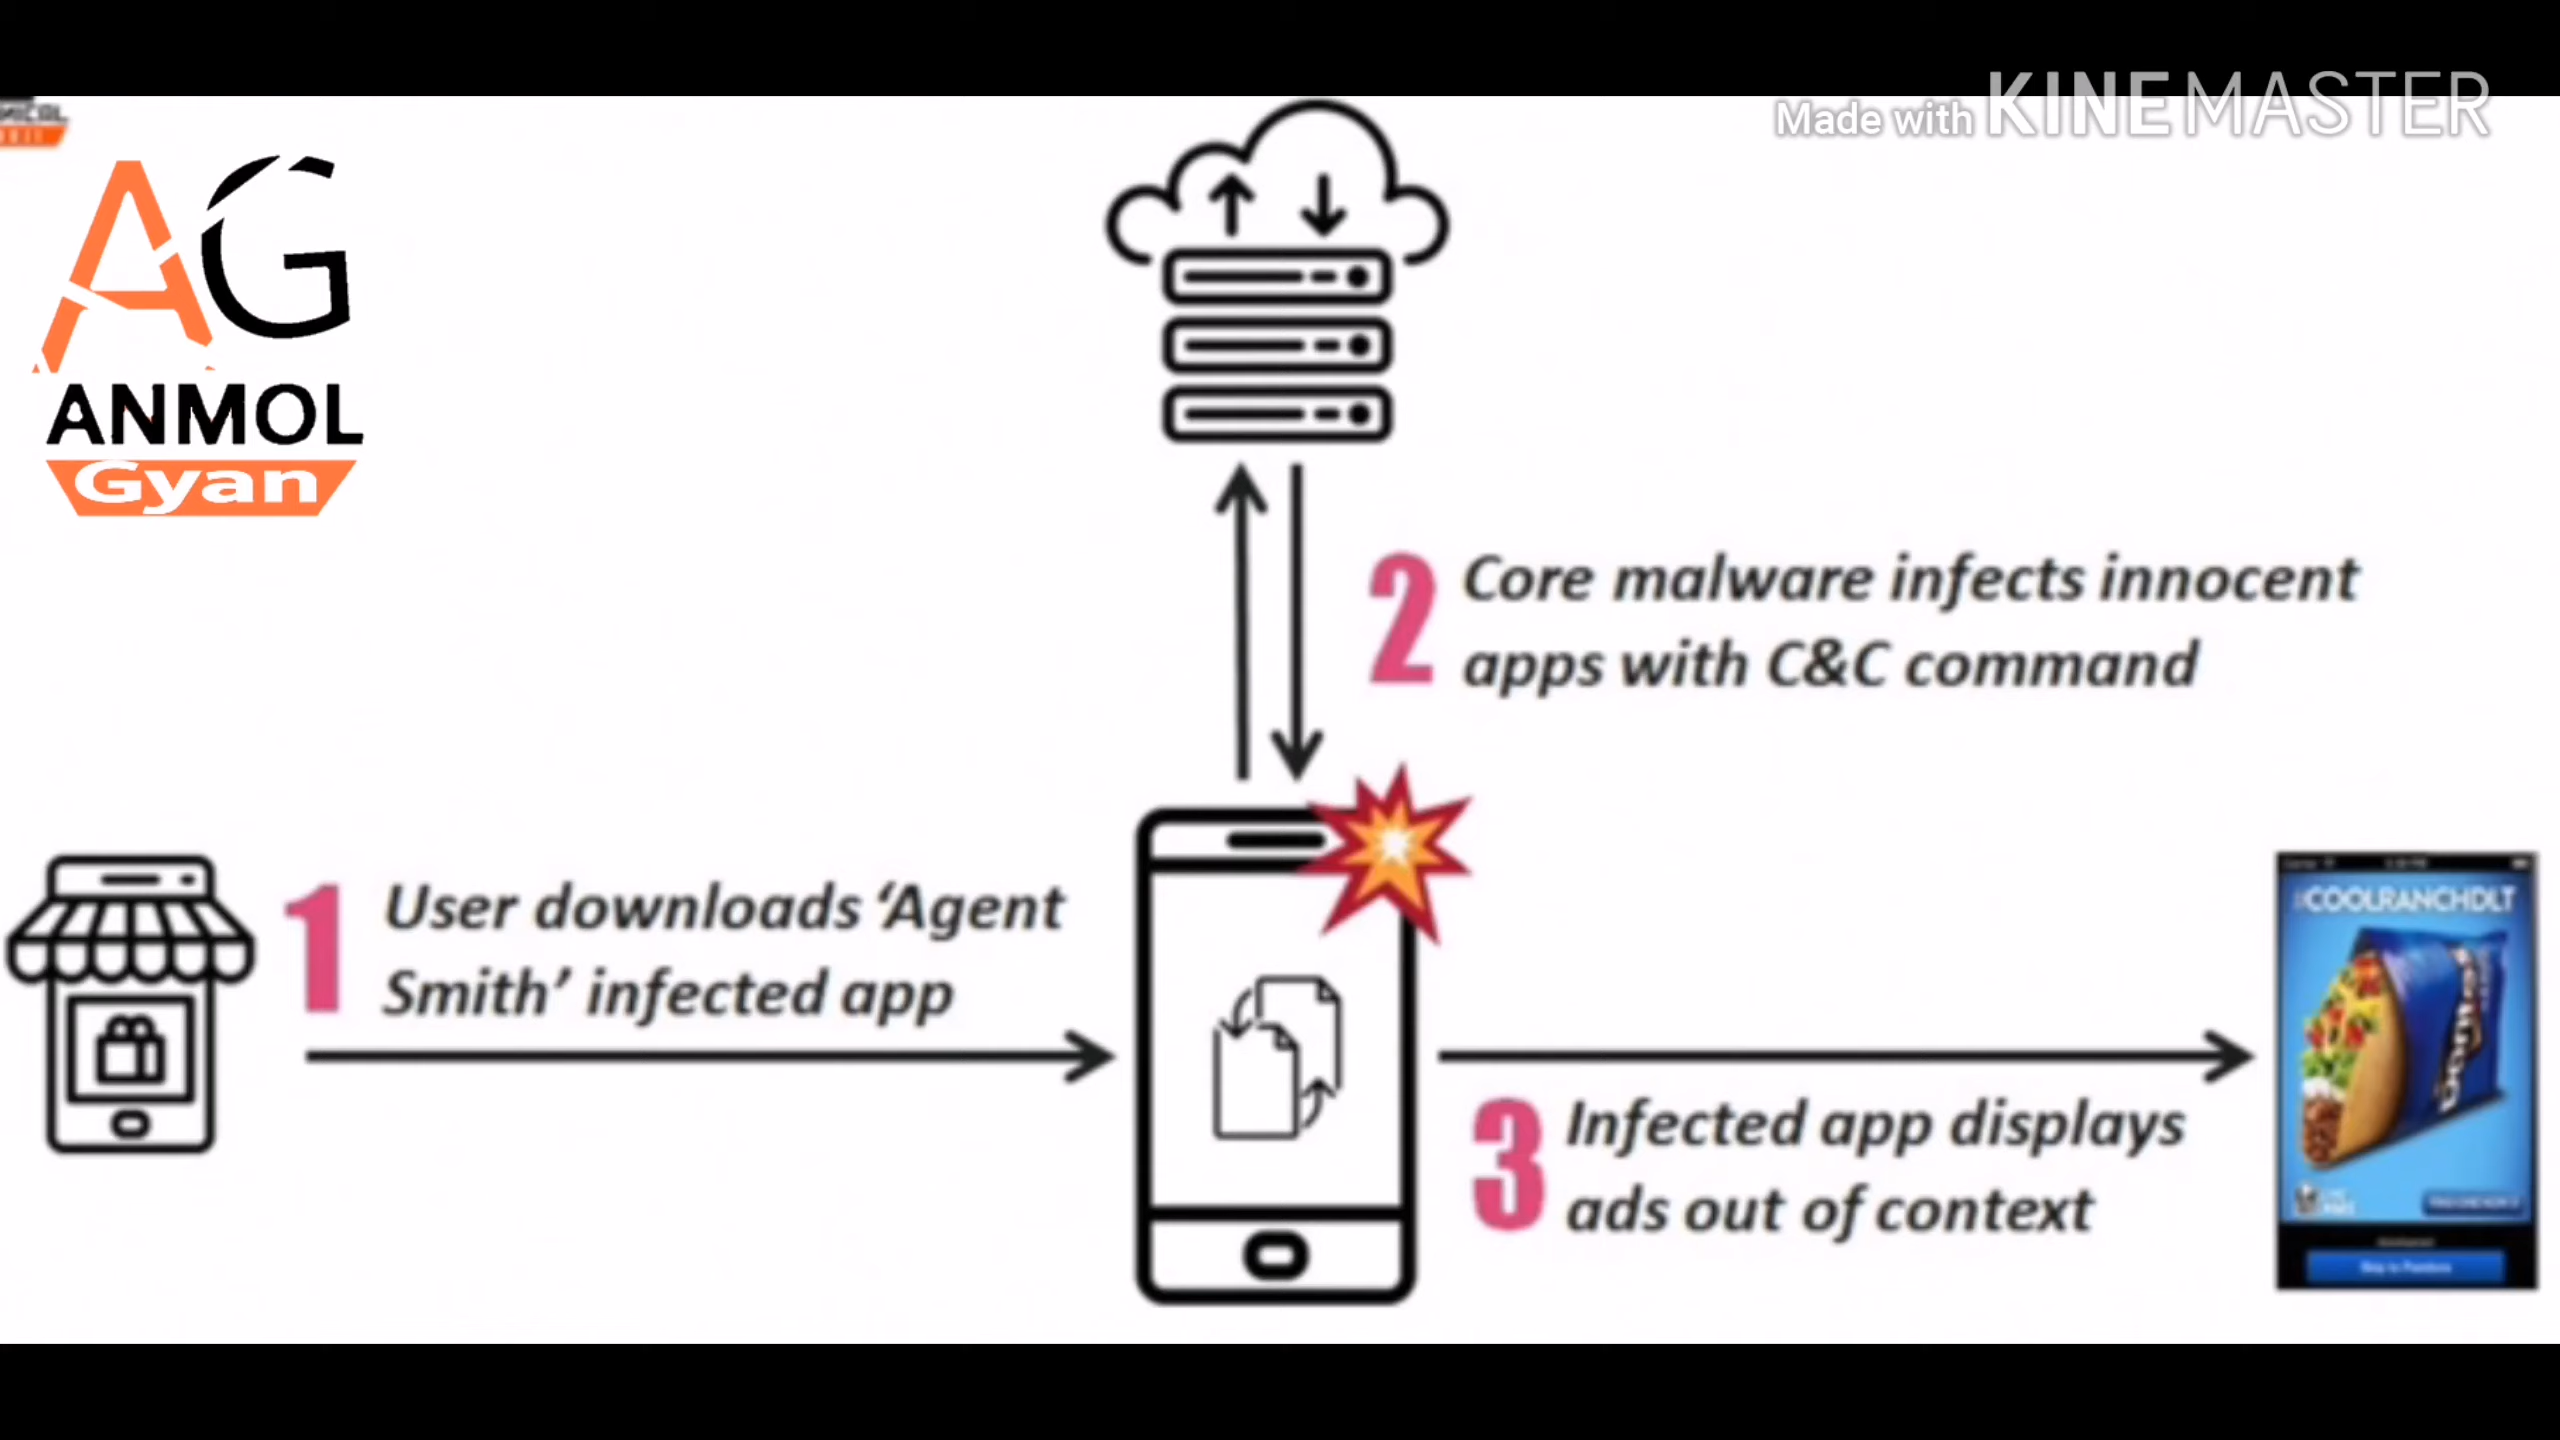 Made with KINEMASTER
AG
ANMOL
Gyan
2 Core malware infects innocent
apps with C&C command
1 User downloads ‘Agent
Smith’ infected app
#COOLRANCHDLT
3 Infected app displays
ads out of context